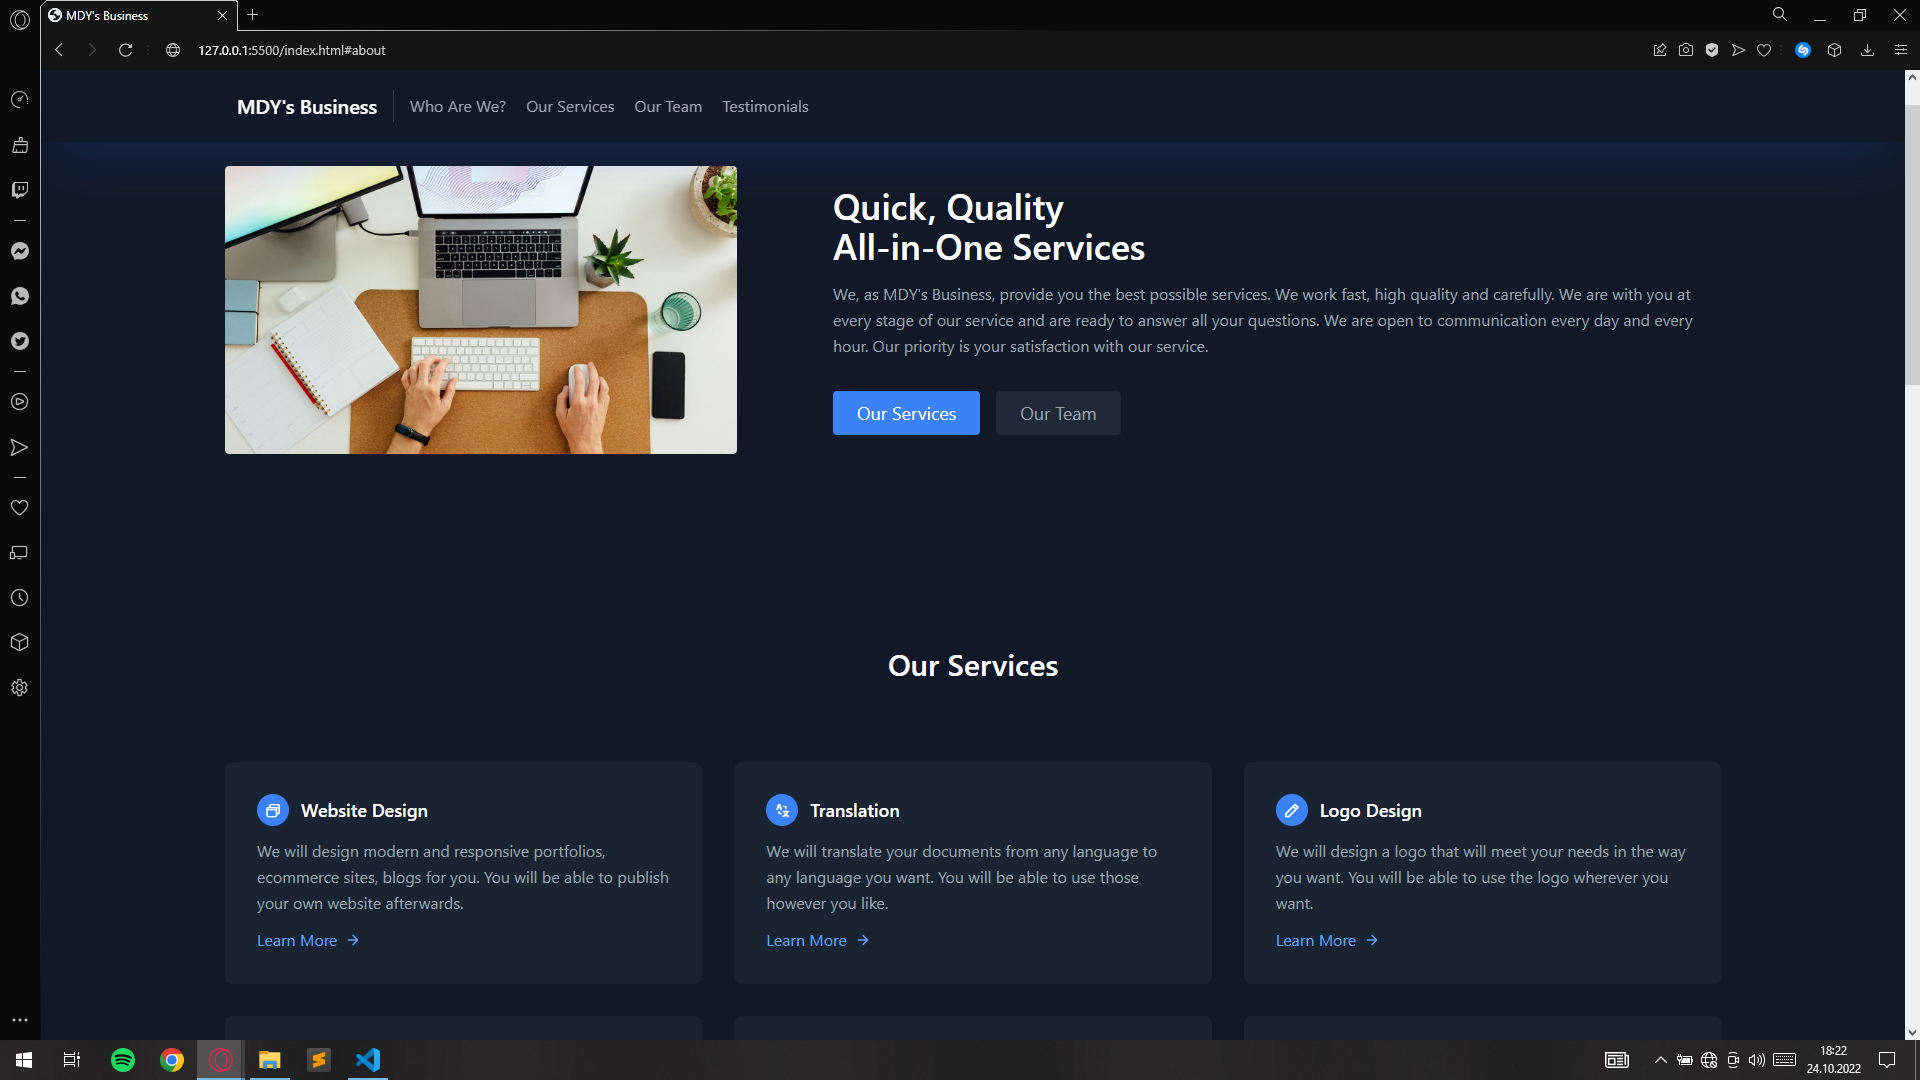 MDY's Business
127.0.0.1:5500/index.html#about
MDY's Business
Who Are We?
Our Services
Our Team
Testimonials
Quick, Quality
All-in-One Services
We, as MDY's Business, provide you the best possible services. We work fast, high quality and carefully. We are with you at
every stage of our service and are ready to answer all your questions. We are open to communication every day and every
hour. Our priority is your satisfaction with our service.
Our Services
Our Team
Our Services
Website Design
We will design modern and responsive portfolios,
ecommerce sites, blogs for you. You will be able to publish
your own website afterwards.
Learn More
Translation
We will translate your documents from any language to
any language you want. You will be able to use those
however you like.
Learn More
Logo Design
We will design a logo that will meet your needs in the way
you want. You will be able to use the logo wherever you
want.
Learn More
18:22
24.10.2022